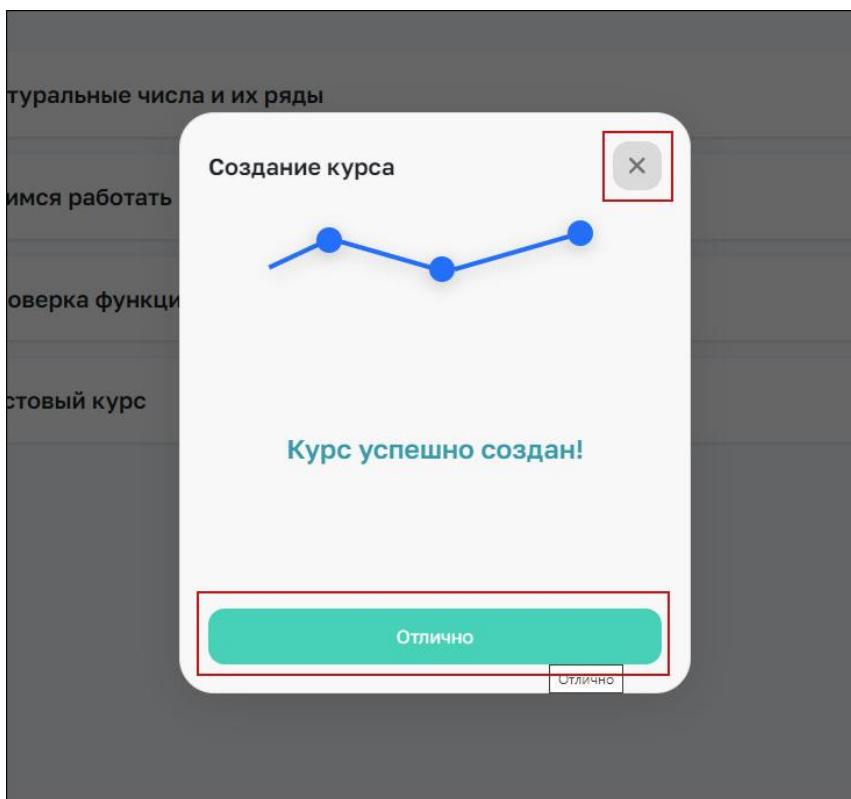 туральные числа и их ряды
Создание курса
имся работать
оверка функци
стовый курс
Курс успешно создан!
Отлично
Отлично